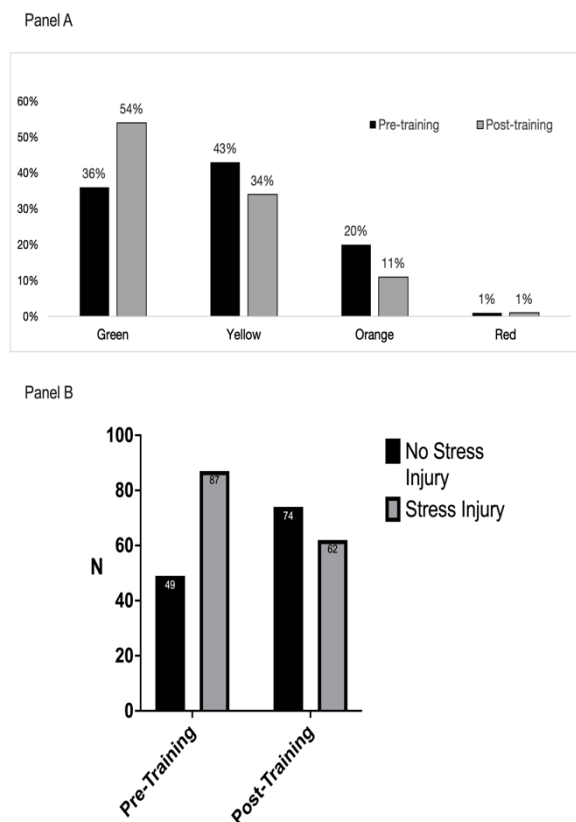 Panel A
60%
50%
40%
30%
20%
10%
0%
Pre-training Post-training
36% 54%
43% 34%
20% 11%
1% 1%
Green Yellow Orange Red
Panel B
100
80
60
40
20
0
N
49 87
74 62
No Stress
Injury
Stress Injury
Pre-Training Post-Training